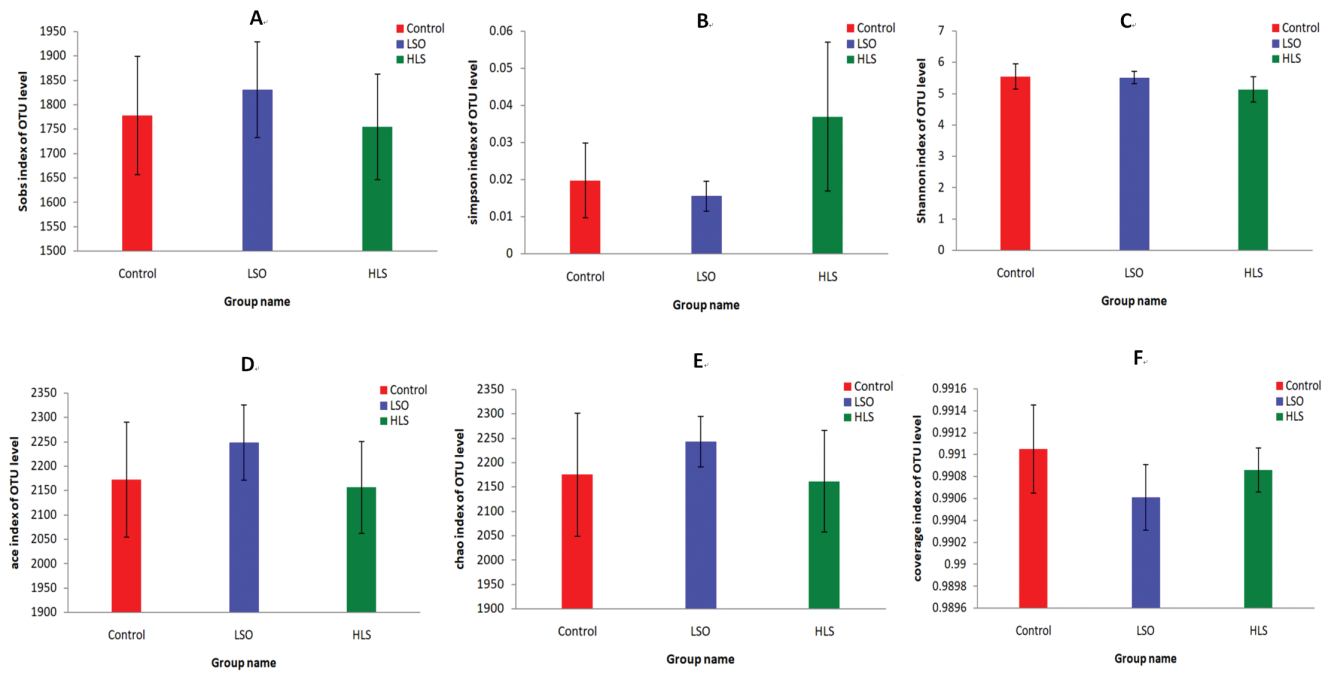 A
Sobs index of OTU level
1950
1900
1850
1800
1750
1700
1650
1600
1550
1500
Control
LSO
HLS
Control
LSO
HLS
Group name
B
simpson index of OTU level
0.06
0.05
0.04
0.03
0.02
0.01
0
Control
LSO
HLS
Control
LSO
HLS
Group name
C
Shannon index of OTU level
7
6
5
4
3
2
1
0
Control
LSO
HLS
Control
LSO
HLS
Group name
D
ace index of OTU level
2350
2300
2250
2200
2150
2100
2050
2000
1950
1900
Control
LSO
HLS
Control
LSO
HLS
Group name
E
chao index of OTU level
2350
2300
2250
2200
2150
2100
2050
2000
1950
1900
Control
LSO
HLS
Control
LSO
HLS
Group name
F
coverage index of OTU level
0.9916
0.9914
0.9912
0.991
0.9908
0.9906
0.9904
0.9902
0.99
0.9898
0.9896
Control
LSO
HLS
Control
LSO
HLS
Group name